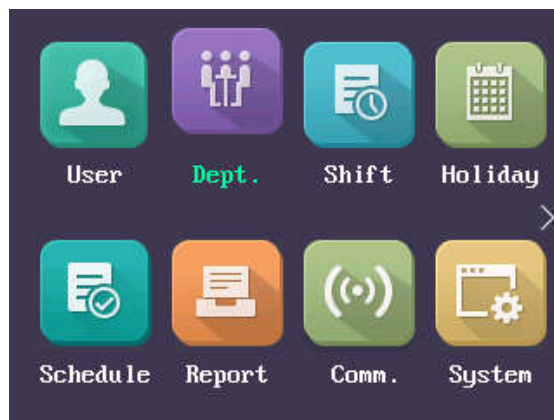 User Dept. Shift Holiday
Schedule Report Comm. System